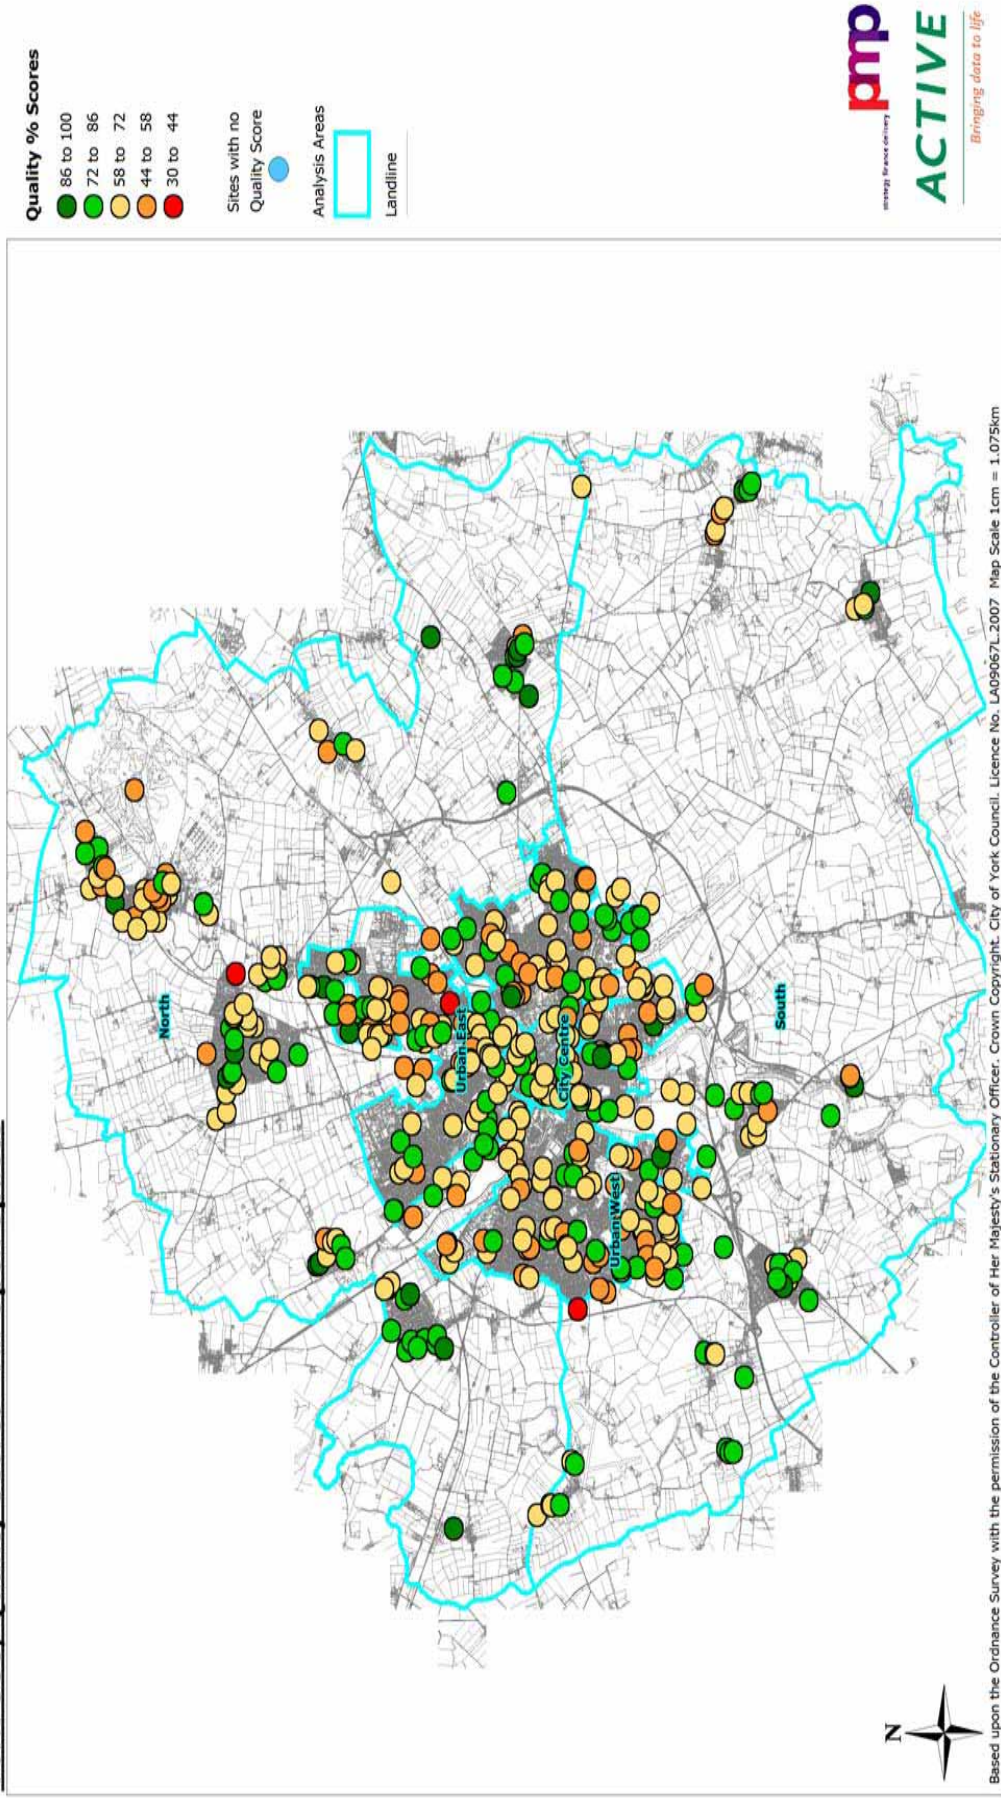 Quality % Scores
86 to 100
72 to 86
58 to 72
44 to 58
30 to 44
Sites with no
Quality Score
Analysis Areas
Landline
North
Urban East
City Centre
Urban West
South
N
pmp
strategy finance delivery
ACTIVE
Bringing data to life
Based upon the Ordnance Survey with the permission of the Controller of Her Majesty's Stationary Officer Crown Copyright. City of York Council. Licence No. LA09067L 2007 Map Scale 1cm = 1.075km